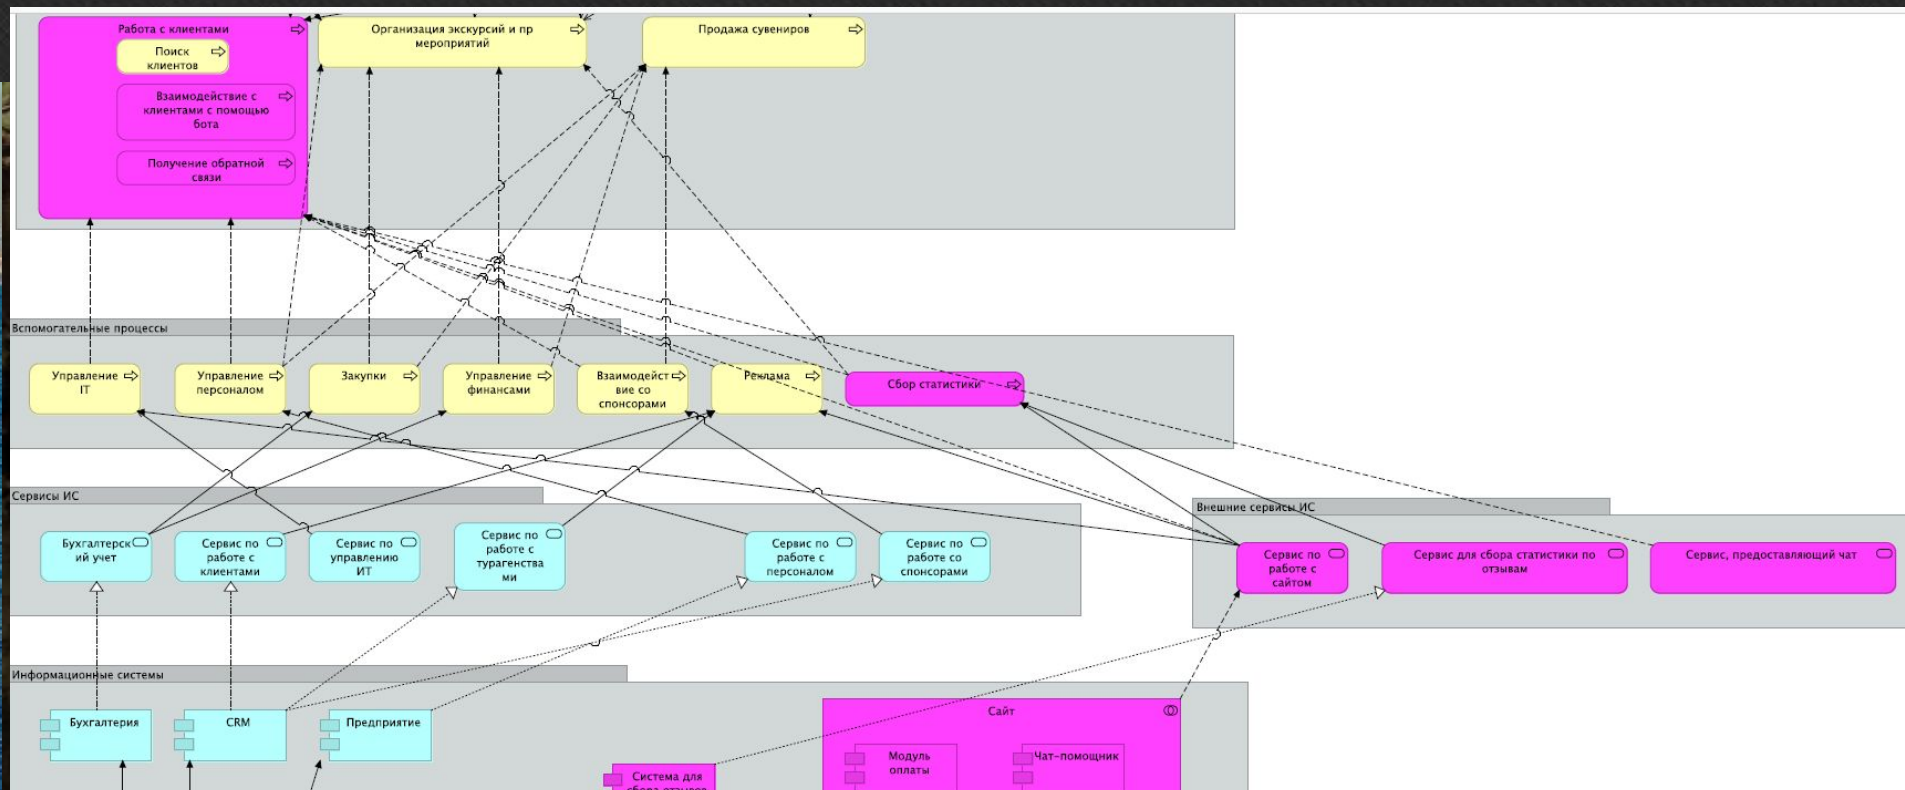 Работа с клиентами
Поиск
клиентов
Взаимодействие с
клиентами с помощью
бота
Получение обратной
связи
Организация экскурсий и пр
мероприятий
Продажа сувениров
Вспомогательные процессы
Управление
IT
Управление
персоналом
Закупки
Управление
финансами
Взаимодейст
вие со
спонсорами
Реклама
Сбор статистики
Сервисы ИС
Бухгалтерск
ий учет
Сервис по
работе с
клиентами
Сервис по
управлению
ИТ
Сервис по
работе с
турагенства
ми
Сервис по
работе с
персоналом
Сервис по
работе со
спонсорами
Внешние сервисы ИС
Сервис по
работе с
сайтом
Сервис для сбора статистики по
отзывам
Сервис, предоставляющий чат
Информационные системы
Бухгалтерия
CRM
Предприятие
Система для
сбора отзывов
Сайт
Модуль
оплаты
Чат-помощник